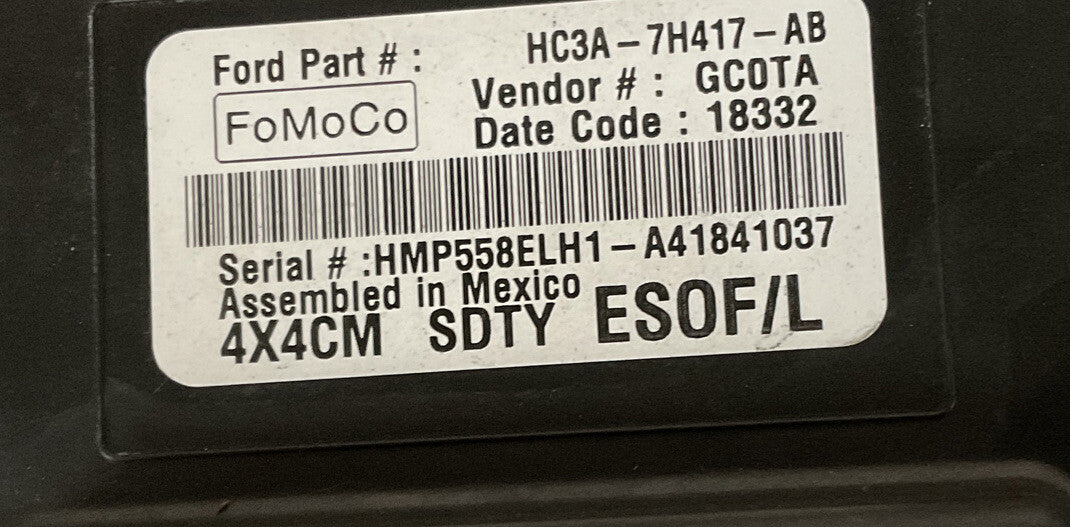 Ford Part # : HC3A-7H417-AB
FoMoCo
Vendor # : GC0TA
Date Code : 18332
Serial # :HMP558ELH1-A41841037
Assembled in Mexico
4X4CM SDTY ESOF/L